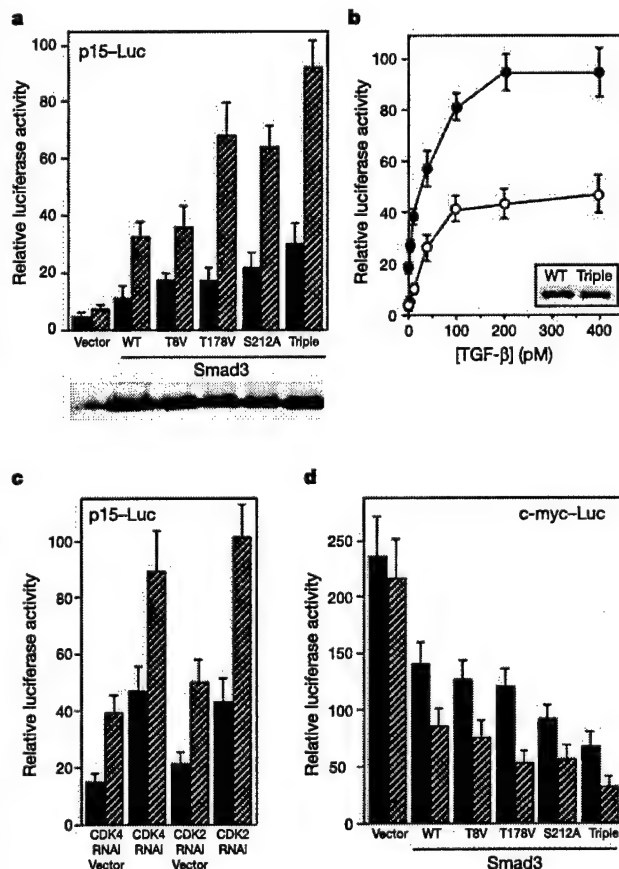 a
p15–Luc
Relative luciferase activity
100
80
60
40
20
0
Vector WT T8V T178V S212A Triple
Smad3
b
Relative luciferase activity
100
80
60
40
20
0
WT Triple
0 100 200 300 400
[TGF-β] (pM)
c
p15–Luc
Relative luciferase activity
100
80
60
40
20
0
CDK4 RNAi Vector
CDK4 RNAi
CDK2 RNAi Vector
CDK2 RNAi
d
c-myc–Luc
Relative luciferase activity
250
200
150
100
50
0
Vector WT T8V T178V S212A Triple
Smad3